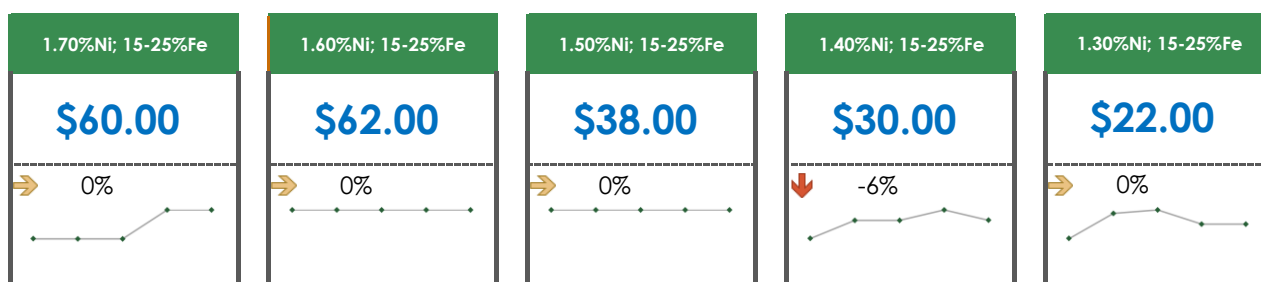 1.70%Ni; 15-25%Fe
$60.00
0%
1.60%Ni; 15-25%Fe
$62.00
0%
1.50%Ni; 15-25%Fe
$38.00
0%
1.40%Ni; 15-25%Fe
$30.00
-6%
1.30%Ni; 15-25%Fe
$22.00
0%